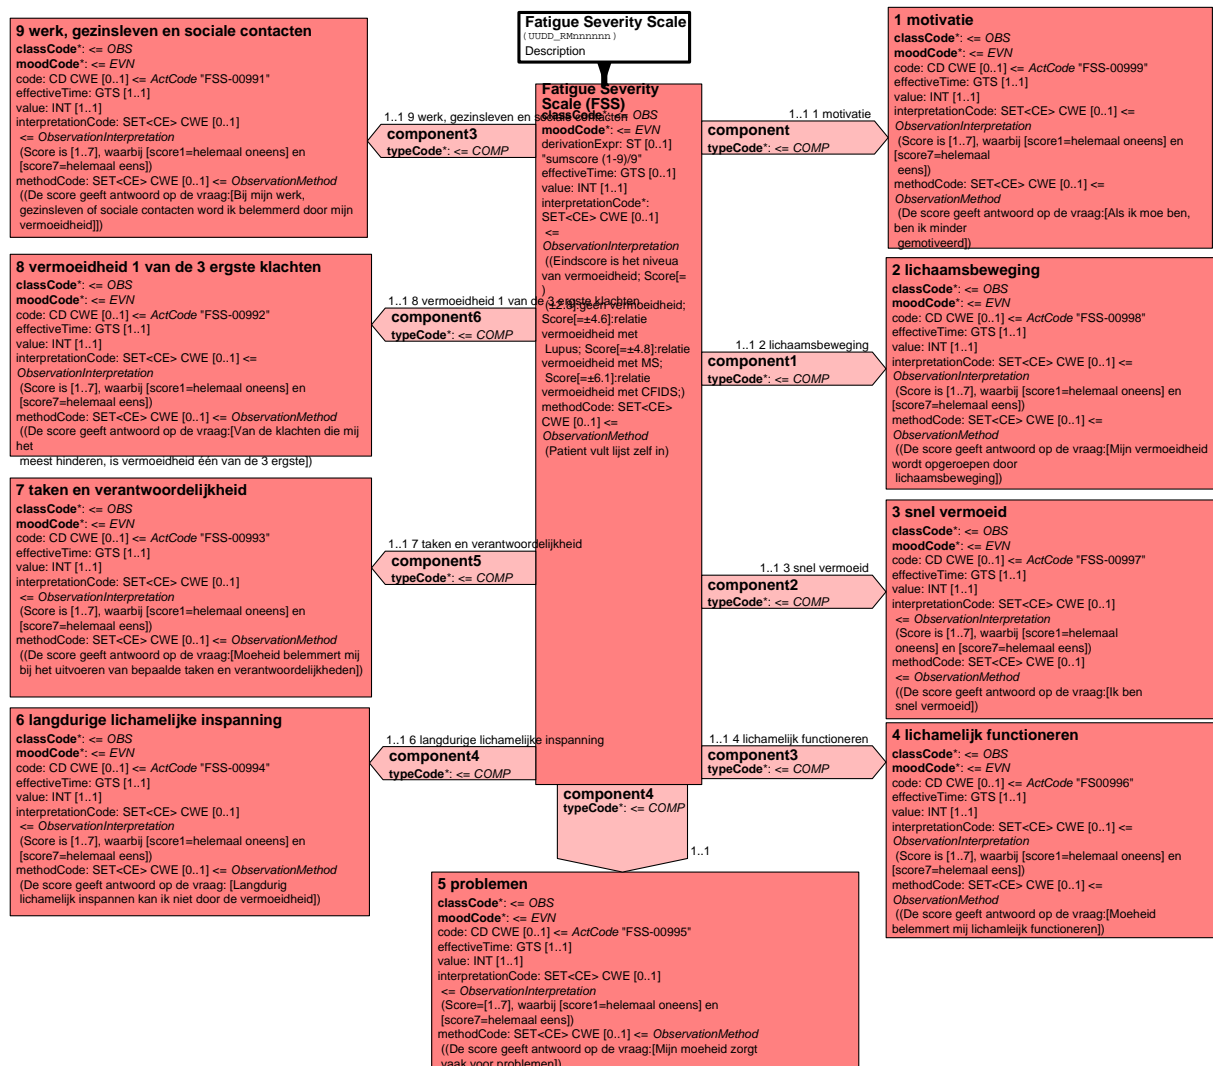 Fatigue Severity Scale
(UUDD_RMnnnnnn)
Description
Fatigue Severity
Scale (FSS)
classCode*: <= OBS
moodCode*: <= EVN
derivationExpr: ST [0..1]
"sumscore (1-9)/9"
effectiveTime: GTS [0..1]
value: INT [1..1]
interpretationCode*:
SET<CE> CWE [0..1]
<=
ObservationInterpretation
((Eindscore is het niveua
van vermoeidheid; Score[=
)
(±2.8]:geen vermoeidheid;
Score[=±4.6]:relatie
vermoeidheid met
Lupus; Score[=±4.8]:relatie
vermoeidheid met MS;
Score[=±6.1]:relatie
vermoeidheid met CFIDS;)
methodCode: SET<CE>
CWE [0..1] <=
ObservationMethod
(Patient vult lijst zelf in)
1..1 1 motivatie
component
typeCode*: <= COMP
1 motivatie
classCode*: <= OBS
moodCode*: <= EVN
code: CD CWE [0..1] <= ActCode "FSS-00999"
effectiveTime: GTS [1..1]
value: INT [1..1]
interpretationCode: SET<CE> CWE [0..1] <=
ObservationInterpretation
(Score is [1..7], waarbij [score1=helemaal oneens] en
[score7=helemaal
eens])
methodCode: SET<CE> CWE [0..1] <=
ObservationMethod
(De score geeft antwoord op de vraag:[Als ik moe ben,
ben ik minder
gemotiveerd])
1..1 2 lichaamsbeweging
component1
typeCode*: <= COMP
2 lichaamsbeweging
classCode*: <= OBS
moodCode*: <= EVN
code: CD CWE [0..1] <= ActCode "FSS-00998"
effectiveTime: GTS [1..1]
value: INT [1..1]
interpretationCode: SET<CE> CWE [0..1] <=
ObservationInterpretation
(Score is [1..7], waarbij [score1=helemaal oneens] en
[score7=helemaal eens])
methodCode: SET<CE> CWE [0..1] <=
ObservationMethod
((De score geeft antwoord op de vraag:[Mijn vermoeidheid
wordt opgeroepen door
lichaamsbeweging])
1..1 3 snel vermoeid
component2
typeCode*: <= COMP
3 snel vermoeid
classCode*: <= OBS
moodCode*: <= EVN
code: CD CWE [0..1] <= ActCode "FSS-00997"
effectiveTime: GTS [1..1]
value: INT [1..1]
interpretationCode: SET<CE> CWE [0..1]
<= ObservationInterpretation
(Score is [1..7], waarbij [score1=helemaal
oneens] en [score7=helemaal eens])
methodCode: SET<CE> CWE [0..1]
<= ObservationMethod
((De score geeft antwoord op de vraag:[Ik ben
snel vermoeid])
1..1 4 lichamelijk functioneren
component3
typeCode*: <= COMP
4 lichamelijk functioneren
classCode*: <= OBS
moodCode*: <= EVN
code: CD CWE [0..1] <= ActCode "FS00996"
effectiveTime: GTS [1..1]
value: INT [1..1]
interpretationCode: SET<CE> CWE [0..1] <=
ObservationInterpretation
(Score is [1..7], waarbij [score1=helemaal oneens] en
[score7=helemaal eens])
methodCode: SET<CE> CWE [0..1] <=
ObservationMethod
((De score geeft antwoord op de vraag:[Moeheid
belemmert mij lichamleijk functioneren])
component4
typeCode*: <= COMP
1..1
5 problemen
classCode*: <= OBS
moodCode*: <= EVN
code: CD CWE [0..1] <= ActCode "FSS-00995"
effectiveTime: GTS [1..1]
value: INT [1..1]
interpretationCode: SET<CE> CWE [0..1]
<= ObservationInterpretation
(Score=[1..7], waarbij [score1=helemaal oneens] en
[score7=helemaal eens])
methodCode: SET<CE> CWE [0..1] <= ObservationMethod
((De score geeft antwoord op de vraag:[Mijn moeheid zorgt
vaak voor problemen])
1..1 6 langdurige lichamelijke inspanning
component4
typeCode*: <= COMP
6 langdurige lichamelijke inspanning
classCode*: <= OBS
moodCode*: <= EVN
code: CD CWE [0..1] <= ActCode "FSS-00994"
effectiveTime: GTS [1..1]
value: INT [1..1]
interpretationCode: SET<CE> CWE [0..1]
<= ObservationInterpretation
(Score is [1..7], waarbij [score1=helemaal oneens] en
[score7=helemaal eens])
methodCode: SET<CE> CWE [0..1] <= ObservationMethod
(De score geeft antwoord op de vraag: [Langdurig
lichamelijk inspannen kan ik niet door de vermoeidheid])
1..1 7 taken en verantwoordelijkheid
component5
typeCode*: <= COMP
7 taken en verantwoordelijkheid
classCode*: <= OBS
moodCode*: <= EVN
code: CD CWE [0..1] <= ActCode "FSS-00993"
effectiveTime: GTS [1..1]
value: INT [1..1]
interpretationCode: SET<CE> CWE [0..1]
<= ObservationInterpretation
(Score is [1..7], waarbij [score1=helemaal oneens] en
[score7=helemaal eens])
methodCode: SET<CE> CWE [0..1] <= ObservationMethod
((De score geeft antwoord op de vraag:[Moeheid belemmert mij
bij het uitvoeren van bepaalde taken en verantwoordelijkheden])
1..1 8 vermoeidheid 1 van de 3 ergste klachten
component6
typeCode*: <= COMP
8 vermoeidheid 1 van de 3 ergste klachten
classCode*: <= OBS
moodCode*: <= EVN
code: CD CWE [0..1] <= ActCode "FSS-00992"
effectiveTime: GTS [1..1]
value: INT [1..1]
interpretationCode: SET<CE> CWE [0..1] <=
ObservationInterpretation
(Score is [1..7], waarbij [score1=helemaal oneens] en
[score7=helemaal eens])
methodCode: SET<CE> CWE [0..1] <= ObservationMethod
((De score geeft antwoord op de vraag:[Van de klachten die mij
het
meest hinderen, is vermoeidheid één van de 3 ergste])
1..1 9 werk, gezinsleven en sociale contacten
component3
typeCode*: <= COMP
9 werk, gezinsleven en sociale contacten
classCode*: <= OBS
moodCode*: <= EVN
code: CD CWE [0..1] <= ActCode "FSS-00991"
effectiveTime: GTS [1..1]
value: INT [1..1]
interpretationCode: SET<CE> CWE [0..1]
<= ObservationInterpretation
(Score is [1..7], waarbij [score1=helemaal oneens] en
[score7=helemaal eens])
methodCode: SET<CE> CWE [0..1] <= ObservationMethod
((De score geeft antwoord op de vraag:[Bij mijn werk,
gezinsleven of sociale contacten word ik belemmerd door mijn
vermoeidheid]])